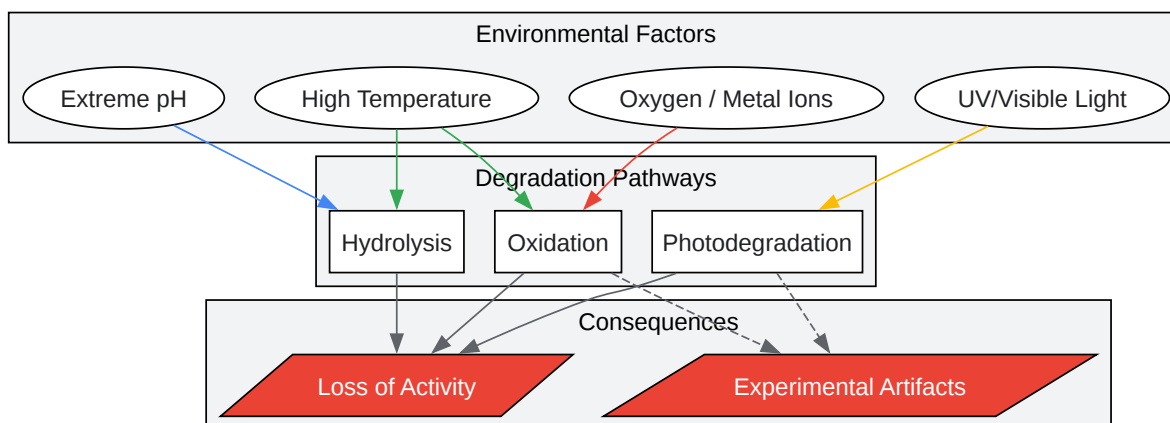 Environmental Factors
Extreme pH
High Temperature
Oxygen / Metal Ions
UV/Visible Light
Degradation Pathways
Hydrolysis
Oxidation
Photodegradation
Consequences
Loss of Activity
Experimental Artifacts